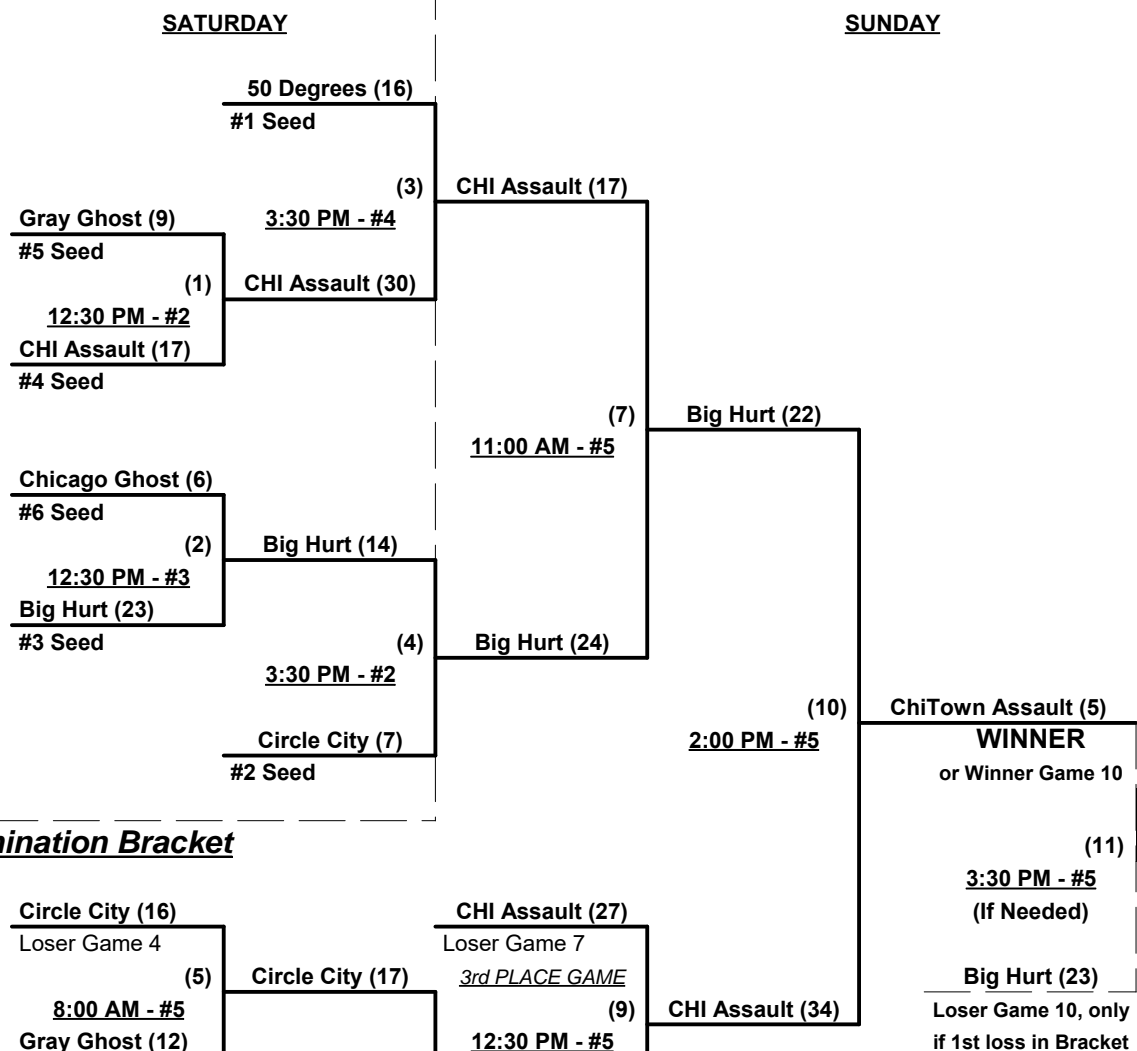 SATURDAY
SUNDAY
50 Degrees (16)
#1 Seed
(3)
3:30 PM - #4
CHI Assault (17)
Gray Ghost (9)
#5 Seed
(1)
12:30 PM - #2
CHI Assault (30)
CHI Assault (17)
#4 Seed
(7)
11:00 AM - #5
Big Hurt (22)
Chicago Ghost (6)
#6 Seed
(2)
12:30 PM - #3
Big Hurt (14)
Big Hurt (23)
#3 Seed
(4)
3:30 PM - #2
Big Hurt (24)
Circle City (7)
#2 Seed
(10)
2:00 PM - #5
ChiTown Assault (5)
WINNER
or Winner Game 10
(11)
3:30 PM - #5
(If Needed)
Big Hurt (23)
Loser Game 10, only
if 1st loss in Bracket
mination Bracket
Circle City (16)
Loser Game 4
(5)
8:00 AM - #5
Gray Ghost (12)
Circle City (17)
CHI Assault (27)
Loser Game 7
3rd PLACE GAME
(9)
12:30 PM - #5
CHI Assault (34)